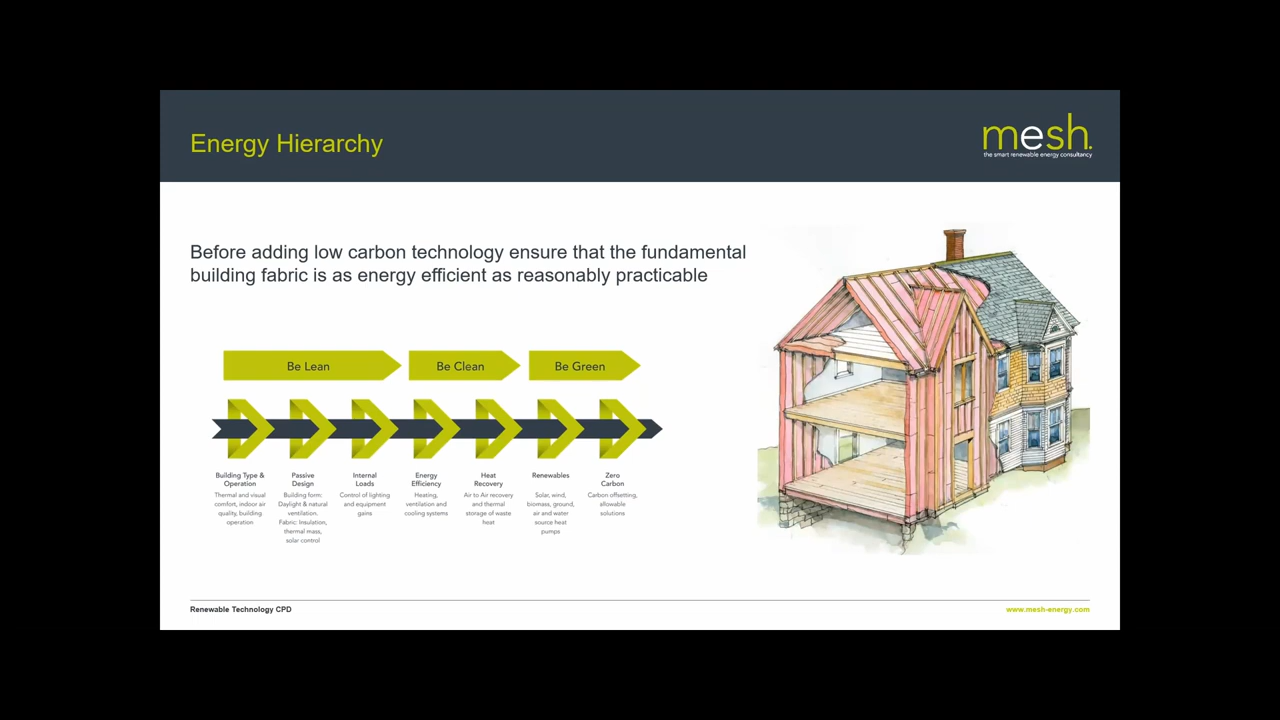 Energy Hierarchy
mesh.
the smart renewable energy consultancy
Before adding low carbon technology ensure that the fundamental
building fabric is as energy efficient as reasonably practicable
Be Lean
Be Clean
Be Green
Building Type &
Operation
Thermal and visual
comfort, indoor air
quality, building
operation
Passive
Design
Building form:
Daylight & natural
ventilation.
Fabric: Insulation,
thermal mass,
solar control
Internal
Loads
Control of lighting
and equipment
gains
Energy
Efficiency
Heating,
ventilation and
cooling systems
Heat
Recovery
Air to Air recovery
and thermal
storage of waste
heat
Renewables
Solar, wind,
biomass, ground,
air and water
source heat
pumps
Zero
Carbon
Carbon offsetting,
allowable
solutions
Renewable Technology CPD
www.mesh-energy.com